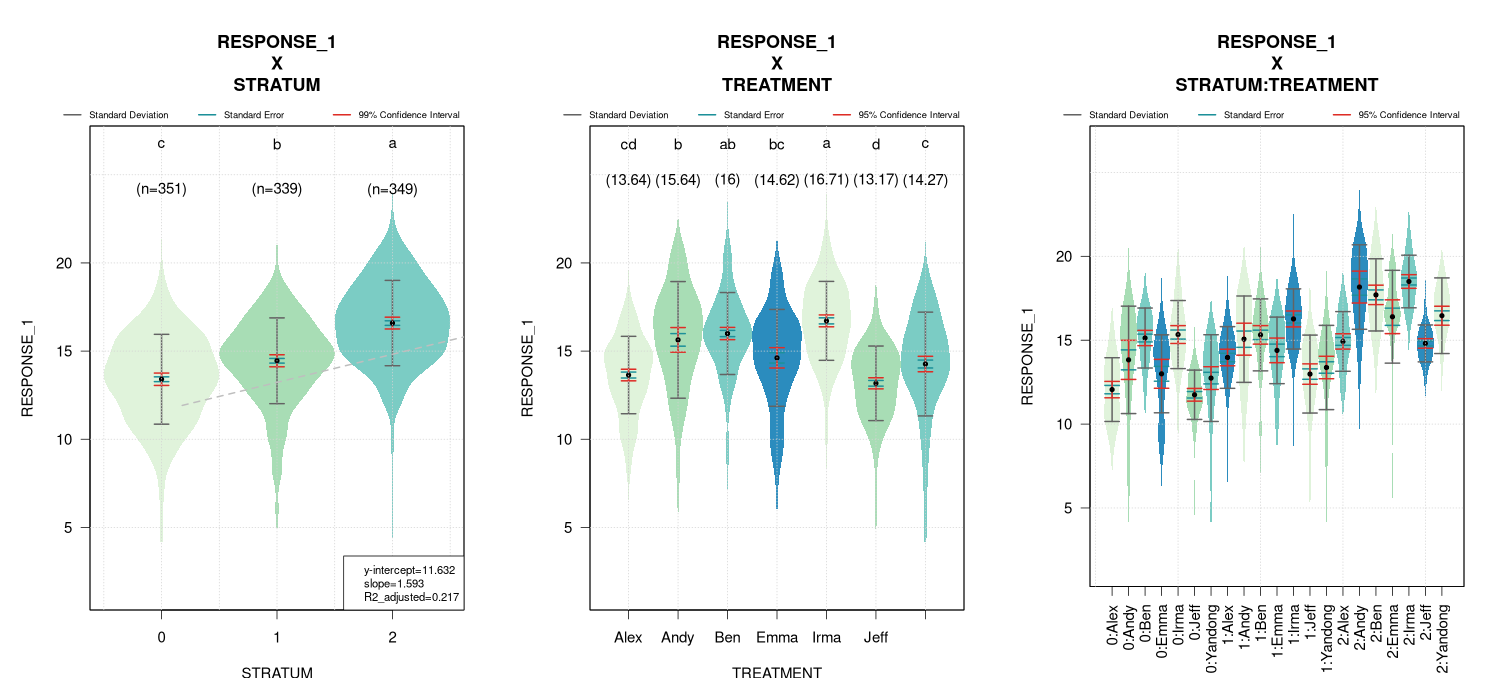 RESPONSE_1
X
STRATUM
Standard Deviation
Standard Error
99% Confidence Interval
c
b
a
(n=351)
(n=339)
(n=349)
20
15
10
5
RESPONSE_1
y-intercept=11.632
slope=1.593
R2_adjusted=0.217
0
1
2
STRATUM
RESPONSE_1
X
TREATMENT
Standard Deviation
Standard Error
95% Confidence Interval
cd
b
ab
bc
a
d
c
(13.64)
(15.64)
(16)
(14.62)
(16.71)
(13.17)
(14.27)
20
15
10
5
RESPONSE_1
Alex
Andy
Ben
Emma
Irma
Jeff
TREATMENT
RESPONSE_1
X
STRATUM:TREATMENT
Standard Deviation
Standard Error
95% Confidence Interval
20
15
10
5
RESPONSE_1
0:Alex
0:Andy
0:Ben
0:Emma
0:Irma
0:Jeff
0:Yandong
1:Alex
1:Andy
1:Ben
1:Emma
1:Irma
1:Jeff
1:Yandong
2:Alex
2:Andy
2:Ben
2:Emma
2:Irma
2:Jeff
2:Yandong